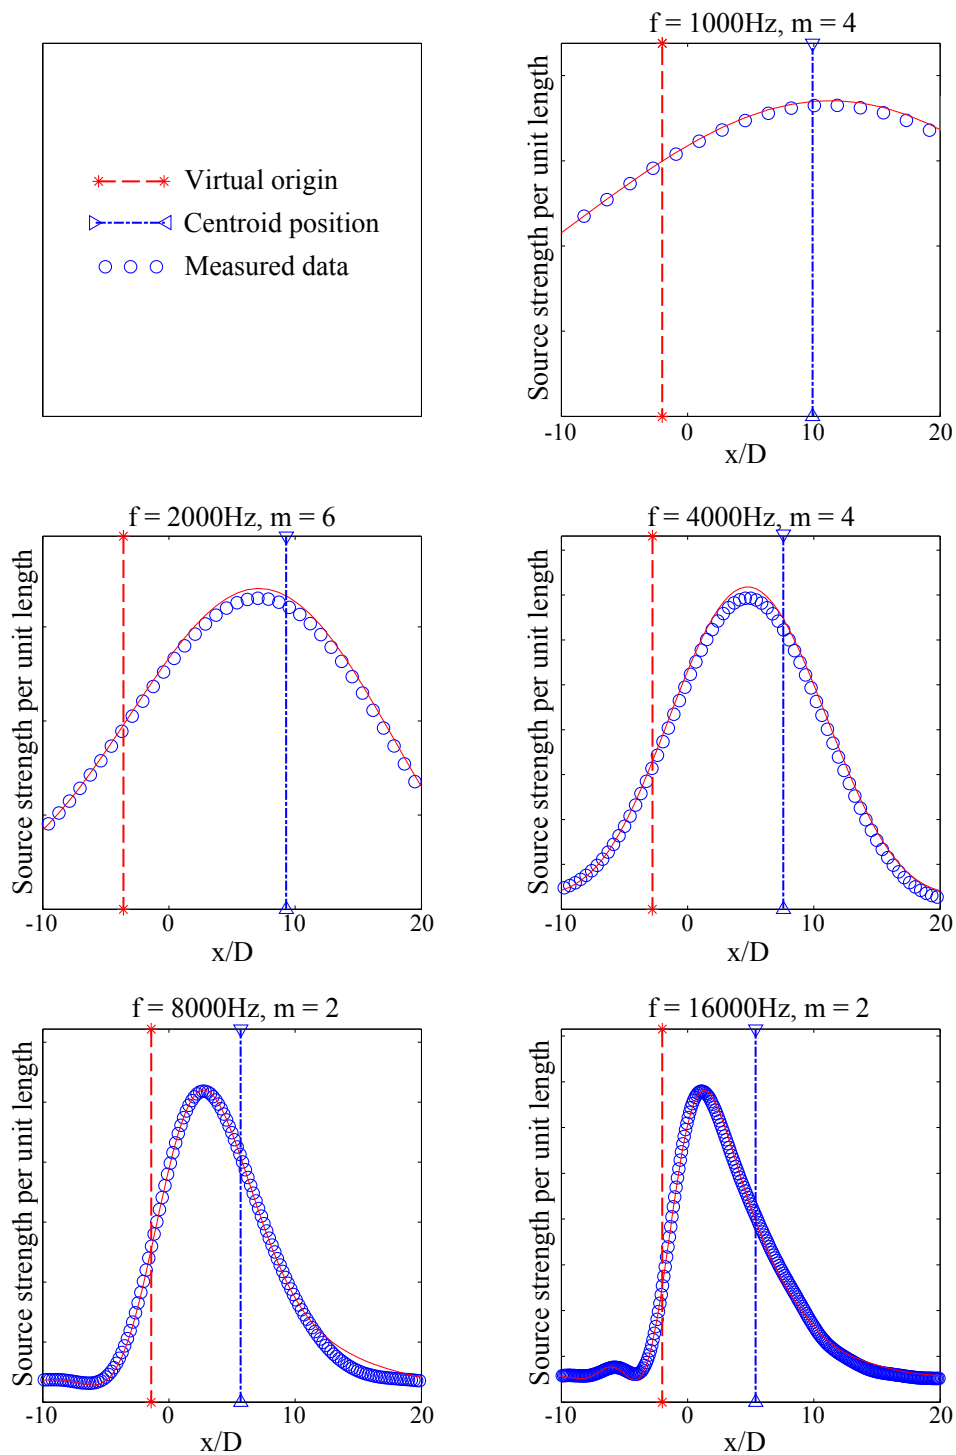 Virtual origin
Centroid position
Measured data
f = 1000Hz, m = 4
Source strength per unit length
-10 0 10 20
x/D
f = 2000Hz, m = 6
Source strength per unit length
-10 0 10 20
x/D
f = 4000Hz, m = 4
Source strength per unit length
-10 0 10 20
x/D
f = 8000Hz, m = 2
Source strength per unit length
-10 0 10 20
x/D
f = 16000Hz, m = 2
Source strength per unit length
-10 0 10 20
x/D